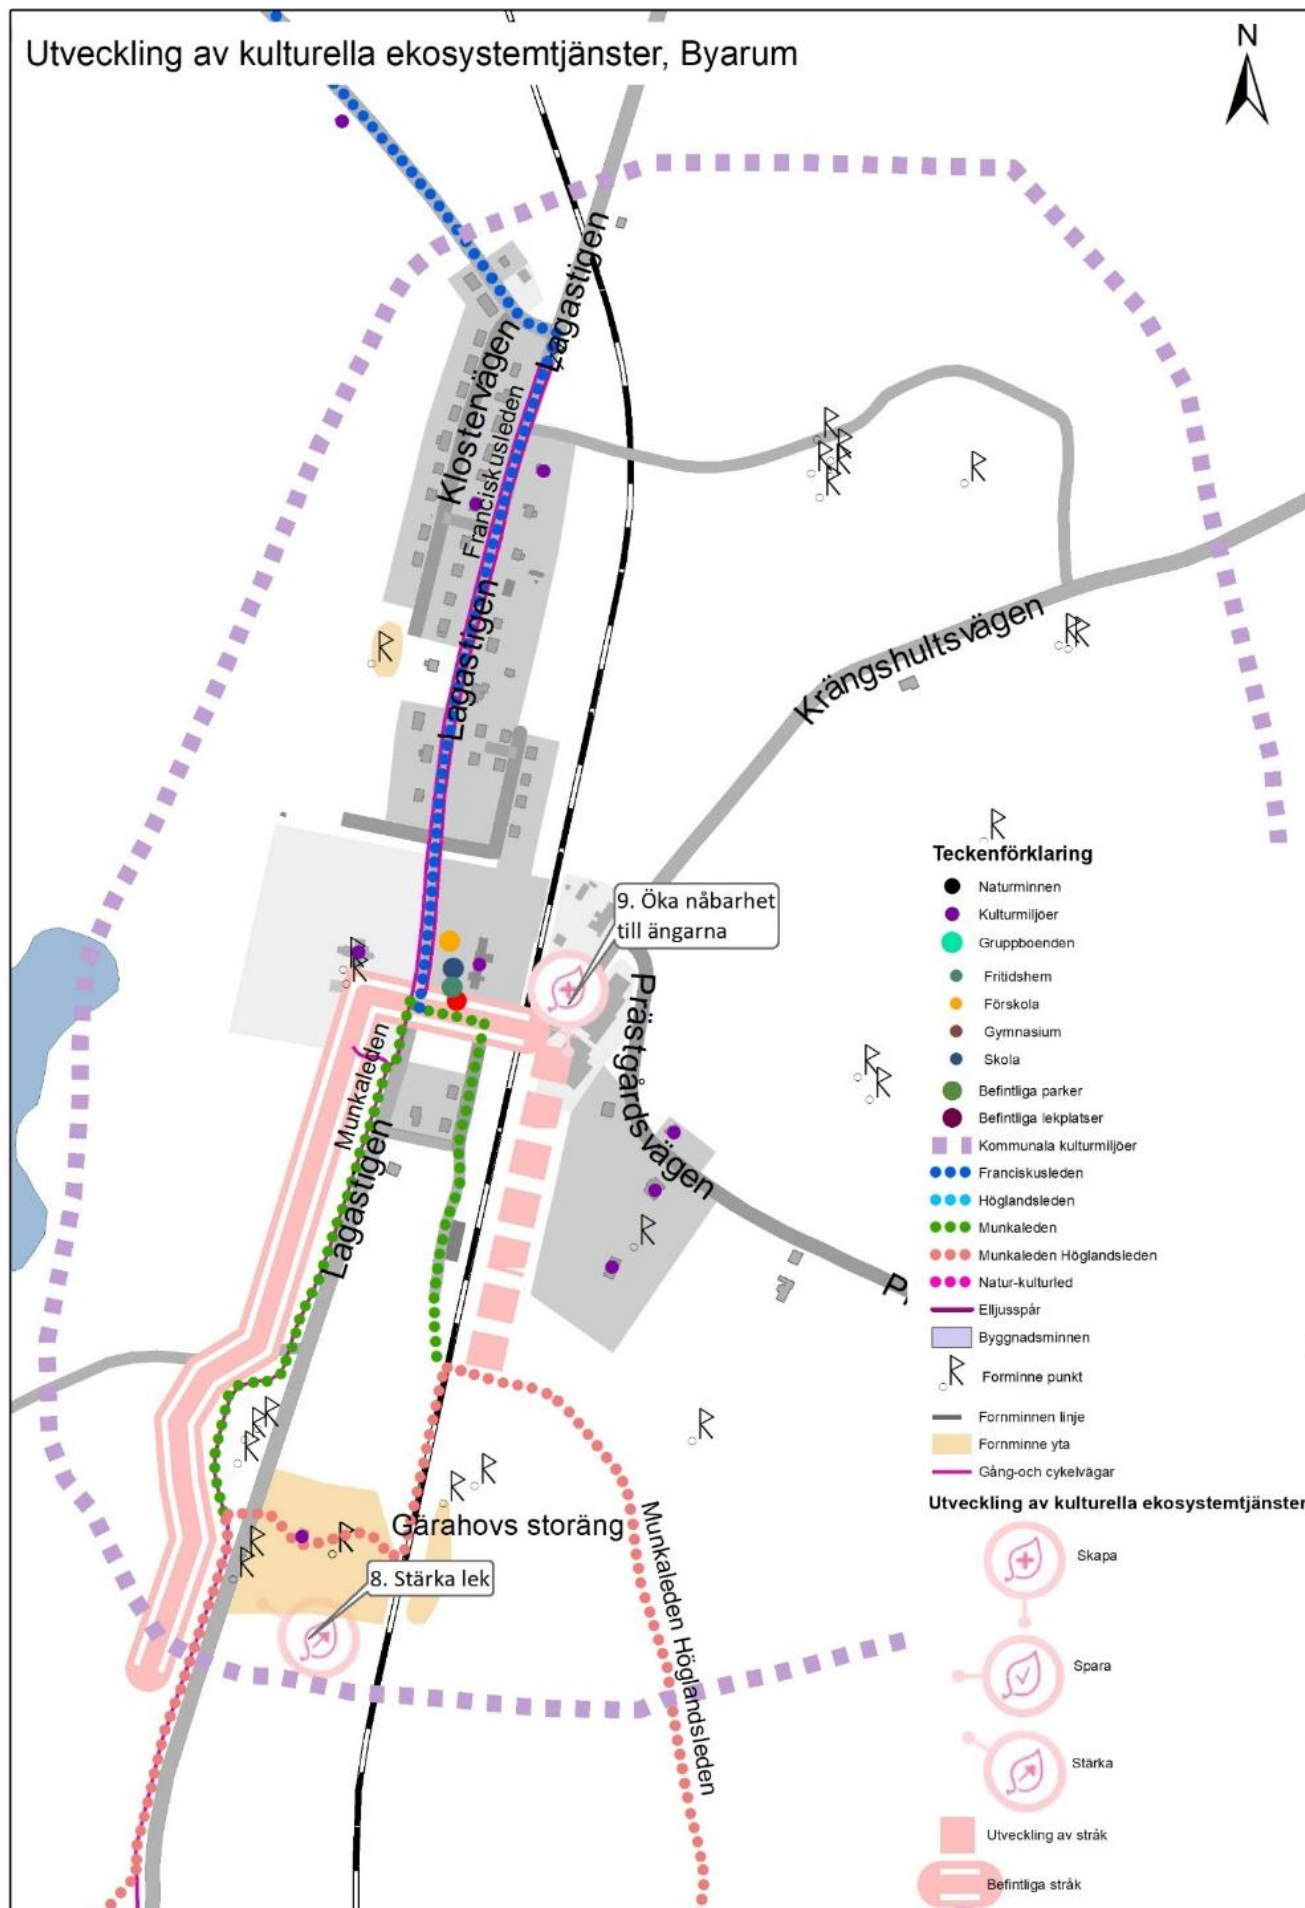 Utveckling av kulturella ekosystemtjänster, Byarum
N
Lagastigen
Klostervägen
Franciskusleden
Lagastigen
Krängshultsvägen
9. Öka nåbarhet
till ängarna
Prästgårdsvägen
Munkaleden
Lagastigen
P
Gärahovs storäng
8. Stärka lek
Munkaleden Höglandsleden
Teckenförklaring
Naturminnen
Kulturmiljöer
Gruppboenden
Fritidshem
Förskola
Gymnasium
Skola
Befintliga parker
Befintliga lekplatser
Kommunala kulturmiljöer
Franciskusleden
Höglandsleden
Munkaleden
Munkaleden Höglandsleden
Natur-kulturled
Elljusspår
Byggnadsminnen
Forminne punkt
Fornminnen linje
Fornminne yta
Gång-och cykelvägar
Utveckling av kulturella ekosystemtjänster
Skapa
Spara
Stärka
Utveckling av stråk
Befintliga stråk